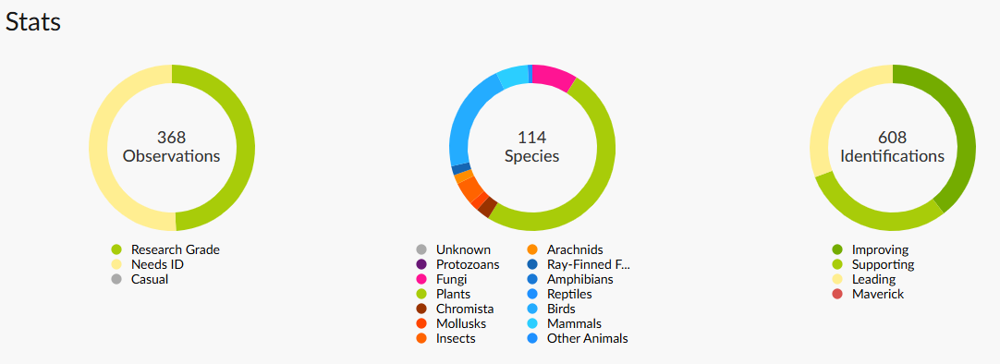 Stats
368
Observations
Research Grade
Needs ID
Casual
114
Species
Unknown
Protozoans
Fungi
Plants
Chromista
Mollusks
Insects
Arachnids
Ray-Finned F...
Amphibians
Reptiles
Birds
Mammals
Other Animals
608
Identifications
Improving
Supporting
Leading
Maverick